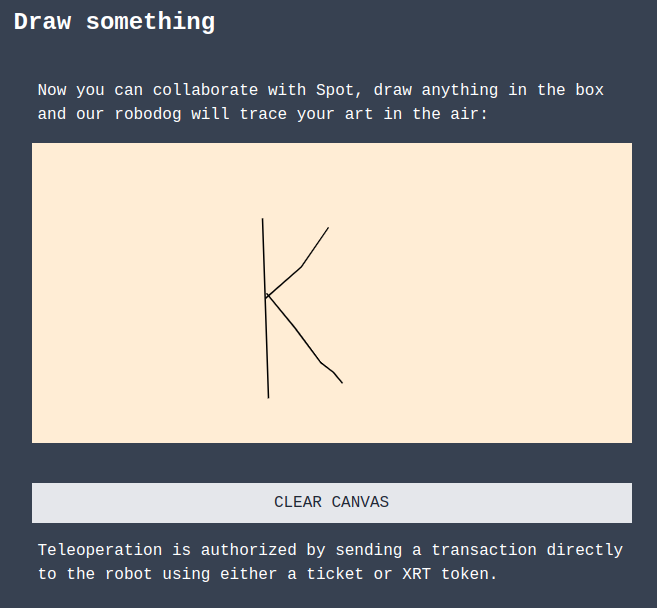 Draw something
Now you can collaborate with Spot, draw anything in the box
and our robodog will trace your art in the air:
K
CLEAR CANVAS
Teleoperation is authorized by sending a transaction directly
to the robot using either a ticket or XRT token.